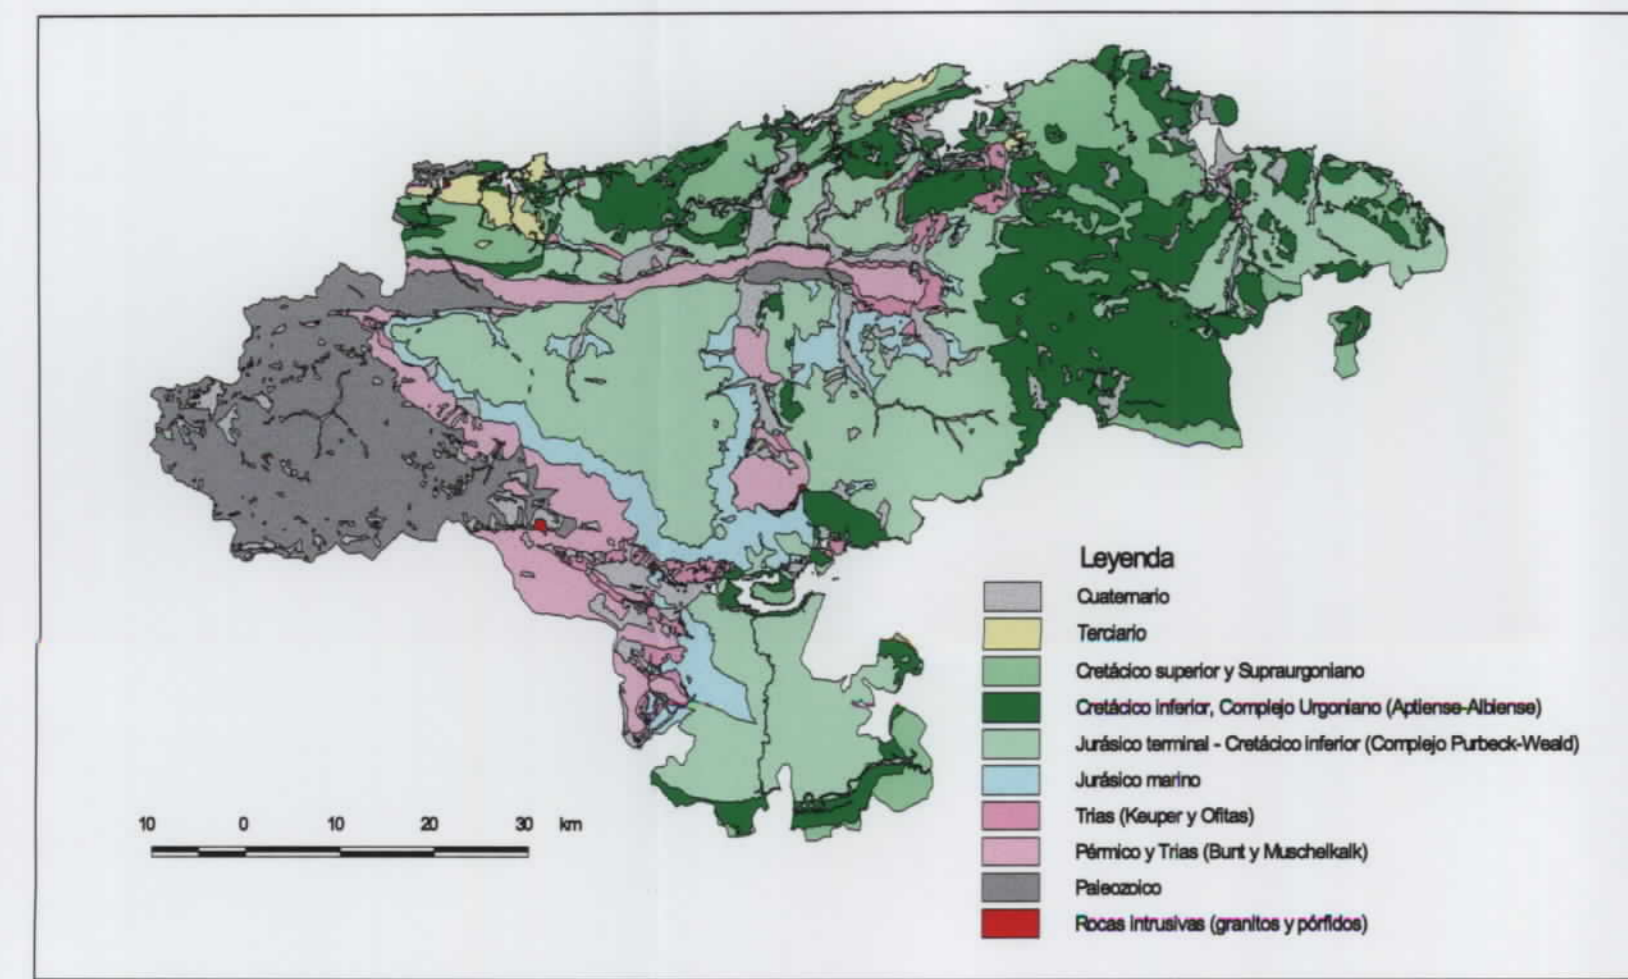 Leyenda
Cuaternario
Terciario
Cretácico superior y Supraurgoniano
Cretácico inferior, Complejo Urgoniano (Aptiense-Albiense)
Jurásico terminal - Cretácico inferior (Complejo Purbeck-Weald)
Jurásico marino
Trias (Keuper y Ofitas)
Pérmico y Trias (Bunt y Muschelkalk)
Paleozoico
Rocas intrusivas (granitos y pórfidos)
10 0 10 20 30 km